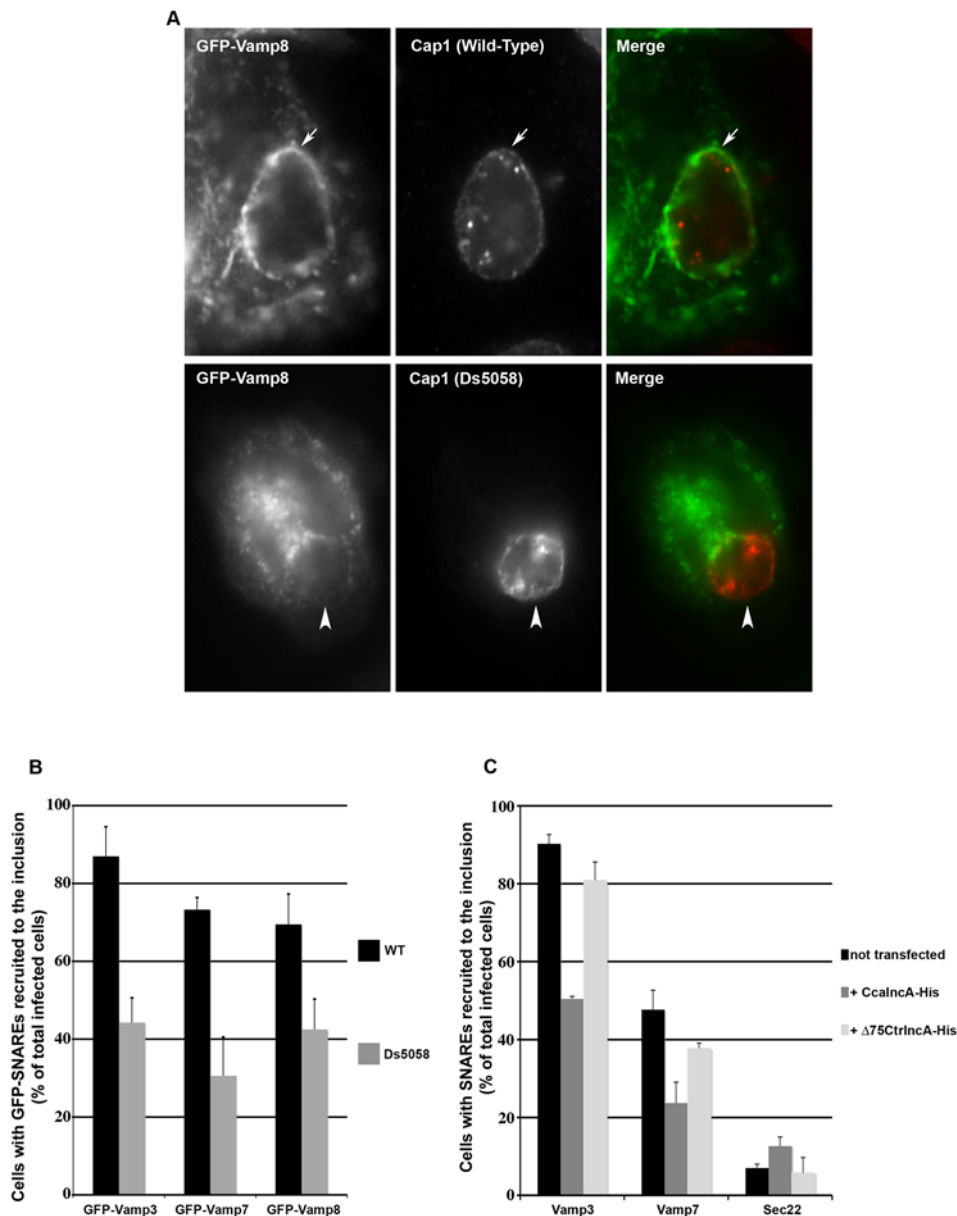 A
GFP-Vamp8
Cap1 (Wild-Type)
Merge
GFP-Vamp8
Cap1 (Ds5058)
Merge
B
Cells with GFP-SNAREs recruited to the inclusion
(% of total infected cells)
100
80
60
40
20
0
GFP-Vamp3
GFP-Vamp7
GFP-Vamp8
WT
Ds5058
C
Cells with SNAREs recruited to the inclusion
(% of total infected cells)
100
80
60
40
20
0
Vamp3
Vamp7
Sec22
not transfected
+ CcaIncA-His
+ Δ75CtrIncA-His